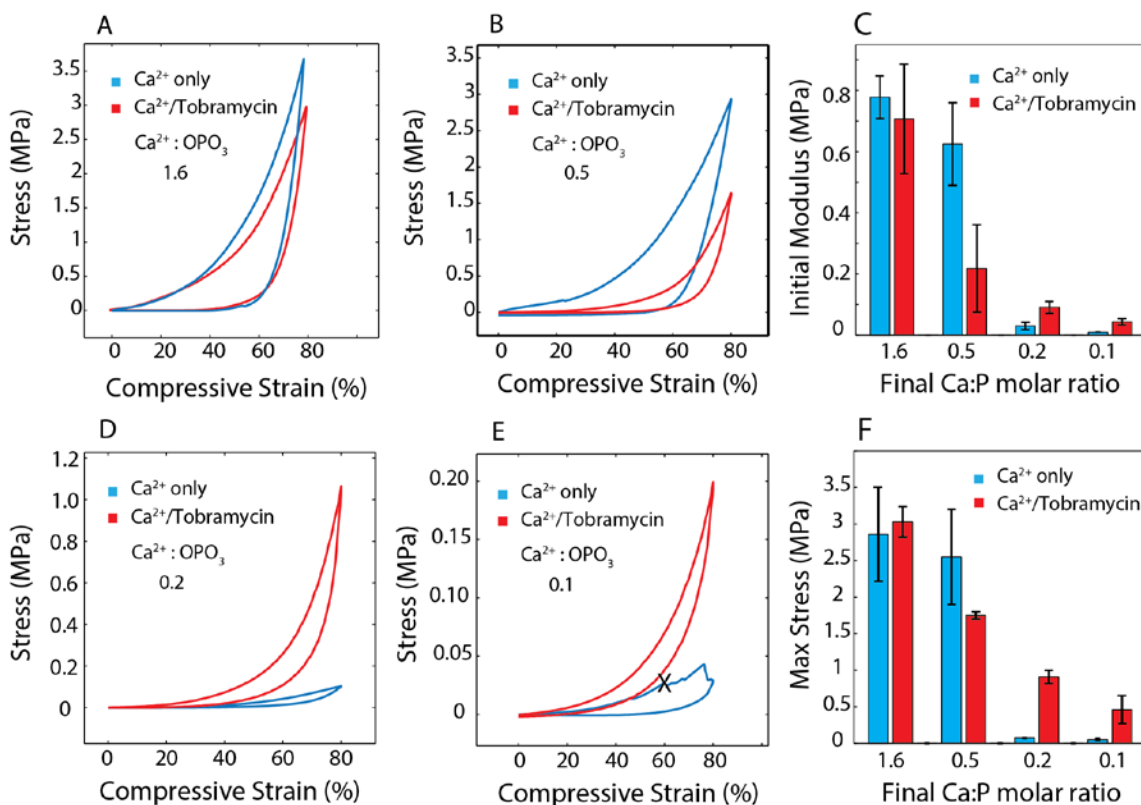 A
Stress (MPa)
3.5
3
2.5
2
1.5
1
0.5
0
Ca²⁺ only
Ca²⁺/Tobramycin
Ca²⁺ : OPO₃
1.6
0 20 40 60 80
Compressive Strain (%)
B
Stress (MPa)
3.5
3
2.5
2
1.5
1
0.5
0
Ca²⁺ only
Ca²⁺/Tobramycin
Ca²⁺ : OPO₃
0.5
0 20 40 60 80
Compressive Strain (%)
C
Initial Modulus (MPa)
0.8
0.6
0.4
0.2
0
Ca²⁺ only
Ca²⁺/Tobramycin
1.6 0.5 0.2 0.1
Final Ca:P molar ratio
D
Stress (MPa)
1.2
1.0
0.8
0.6
0.4
0.2
0
Ca²⁺ only
Ca²⁺/Tobramycin
Ca²⁺ : OPO₃
0.2
0 20 40 60 80
Compressive Strain (%)
E
Stress (MPa)
0.20
0.15
0.10
0.05
0
Ca²⁺ only
Ca²⁺/Tobramycin
Ca²⁺ : OPO₃
0.1
X
0 20 40 60 80
Compressive Strain (%)
F
Max Stress (MPa)
3.5
3
2.5
2
1.5
1
0.5
0
Ca²⁺ only
Ca²⁺/Tobramycin
1.6 0.5 0.2 0.1
Final Ca:P molar ratio